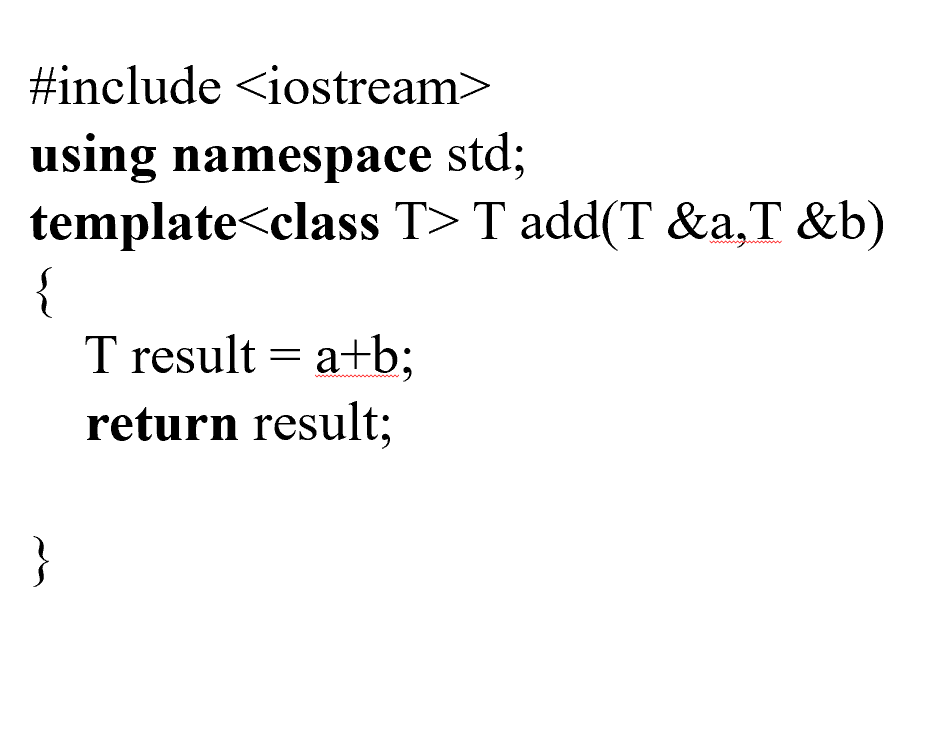 #include <iostream>
using namespace std;
template<class T> T add(T &a,T &b)
{
T result = a+b;
return result;
}